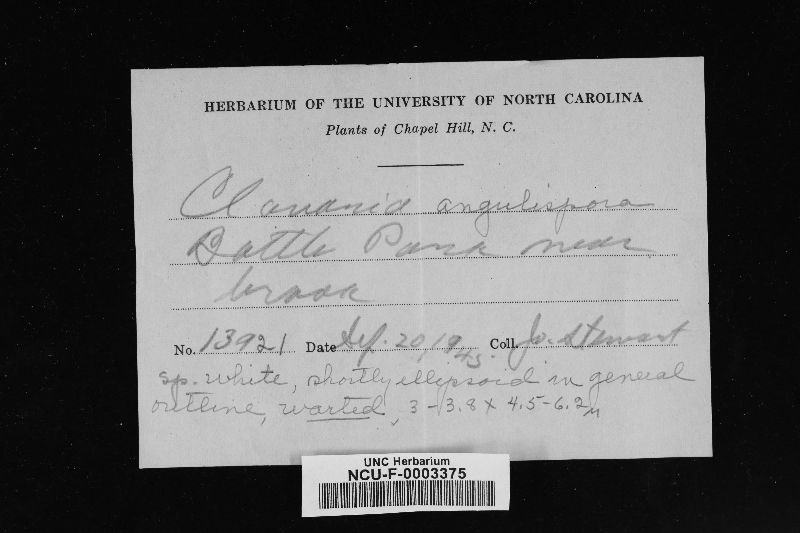 HERBARIUM OF THE UNIVERSITY OF NORTH CAROLINA
Plants of Chapel Hill, N. C.
Clavaria angulispora
Battle Park near
brook
No. 13921 Date Sep. 20, 1945. Coll. Jo. Stewart
sp. white, shortly ellipsoid in general
outline, warted, 3-3.8 x 4.5-6.2µ
UNC Herbarium
NCU-F-0003375